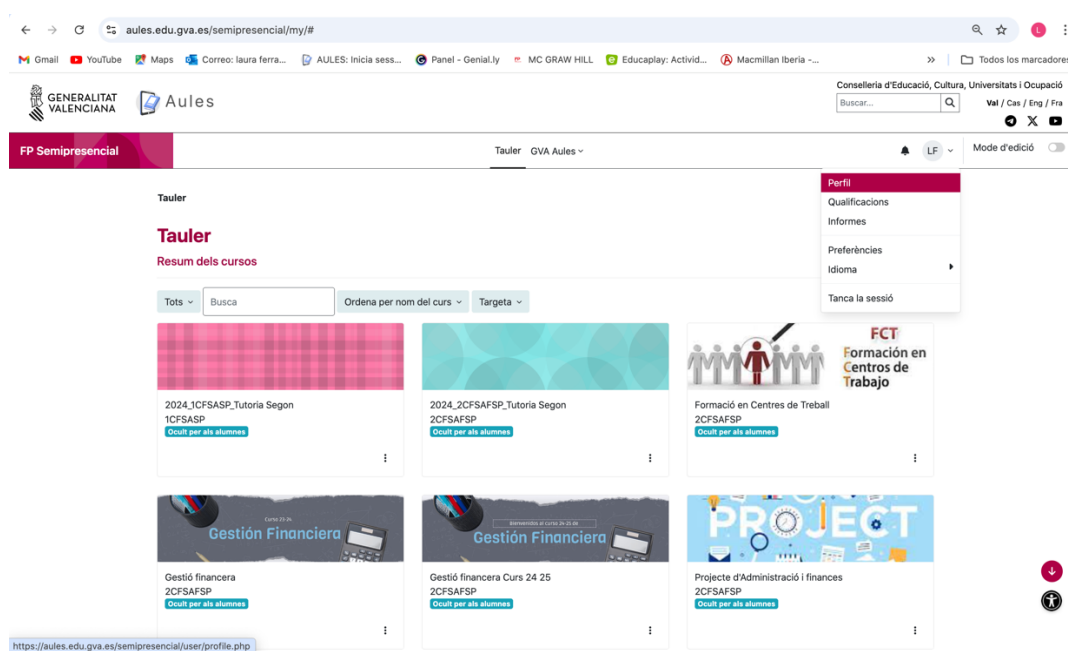 aules.edu.gva.es/semipresencial/my/#
L
Gmail YouTube Maps Correo: laura ferra... AULES: Inicia sess... Panel - Genial.ly MC GRAW HILL Educaplay: Activid... Macmillan Iberia -... » Todos los marcadores
Conselleria d'Educació, Cultura, Universitats i Ocupació
GENERALITAT
VALENCIANA
Aules
Buscar...
Val / Cas / Eng / Fra
FP Semipresencial
Tauler GVA Aules
LF
Mode d'edició
Perfil
Qualificacions
Informes
Preferències
Idioma
Tanca la sessió
Tauler
Tauler
Resum dels cursos
Tots Busca Ordena per nom del curs Targeta
FCT
Formación en
Centros de
Trabajo
2024_1CFSASP_Tutoria Segon
1CFSASP
Ocult per als alumnes
2024_2CFSAFSP_Tutoria Segon
2CFSAFSP
Ocult per als alumnes
Formació en Centres de Treball
2CFSAFSP
Ocult per als alumnes
Curso 23-24
Gestión Financiera
Bienvenidos al curso 24-25 de
Gestión Financiera
PROJECT
Gestió financera
2CFSAFSP
Ocult per als alumnes
Gestió financera Curs 24 25
2CFSAFSP
Ocult per als alumnes
Projecte d'Administració i finances
2CFSAFSP
Ocult per als alumnes
https://aules.edu.gva.es/semipresencial/user/profile.php